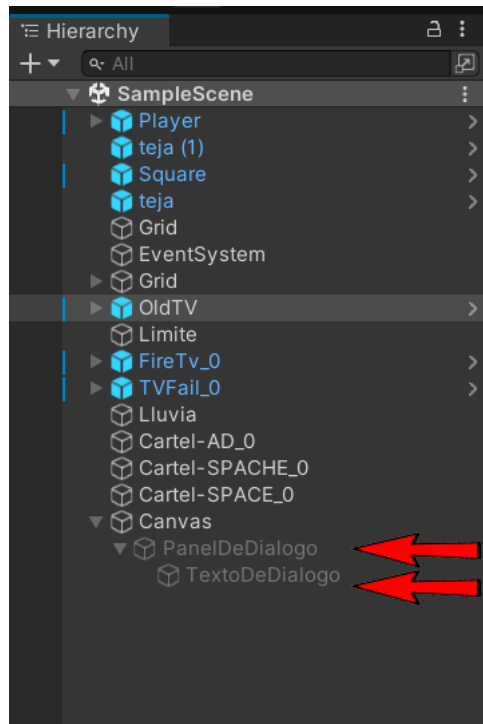 Hierarchy
All
SampleScene
Player
teja (1)
Square
teja
Grid
EventSystem
Grid
OldTV
Limite
FireTv_0
TVFail_0
Lluvia
Cartel-AD_0
Cartel-SPACHE_0
Cartel-SPACE_0
Canvas
PanelDeDialogo
TextoDeDialogo